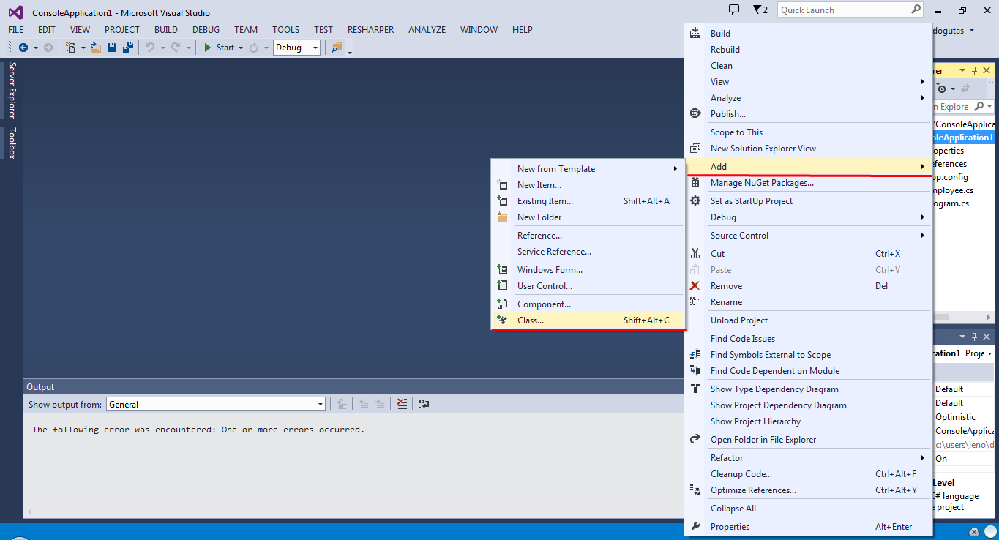 ConsoleApplication1 - Microsoft Visual Studio
2
Quick Launch
FILE EDIT VIEW PROJECT BUILD DEBUG TEAM TOOLS TEST RESHARPER ANALYZE WINDOW HELP
dogutas
Start
Debug
Server Explorer
Toolbox
New from Template
New Item...
Existing Item... Shift+Alt+A
New Folder
Reference...
Service Reference...
Windows Form...
User Control...
Component...
Class... Shift+Alt+C
Build
Rebuild
Clean
View
Analyze
Publish...
Scope to This
New Solution Explorer View
Add
Manage NuGet Packages...
Set as StartUp Project
Debug
Source Control
Cut Ctrl+X
Paste Ctrl+V
Remove Del
Rename
Unload Project
Find Code Issues
Find Symbols External to Scope
Find Code Dependent on Module
Show Type Dependency Diagram
Show Project Dependency Diagram
Show Project Hierarchy
Open Folder in File Explorer
Refactor
Cleanup Code... Ctrl+Alt+F
Optimize References... Ctrl+Alt+Y
Collapse All
Properties Alt+Enter
rer
n Explore
'ConsoleApplica
oleApplication1
operties
eferences
pp.config
mployee.cs
ogram.cs
cation1 Proje
Default
Default
Optimistic
ConsoleApplica
c:\users\leno\d
On
Level
C# language
e project
Output
Show output from: General
The following error was encountered: One or more errors occurred.